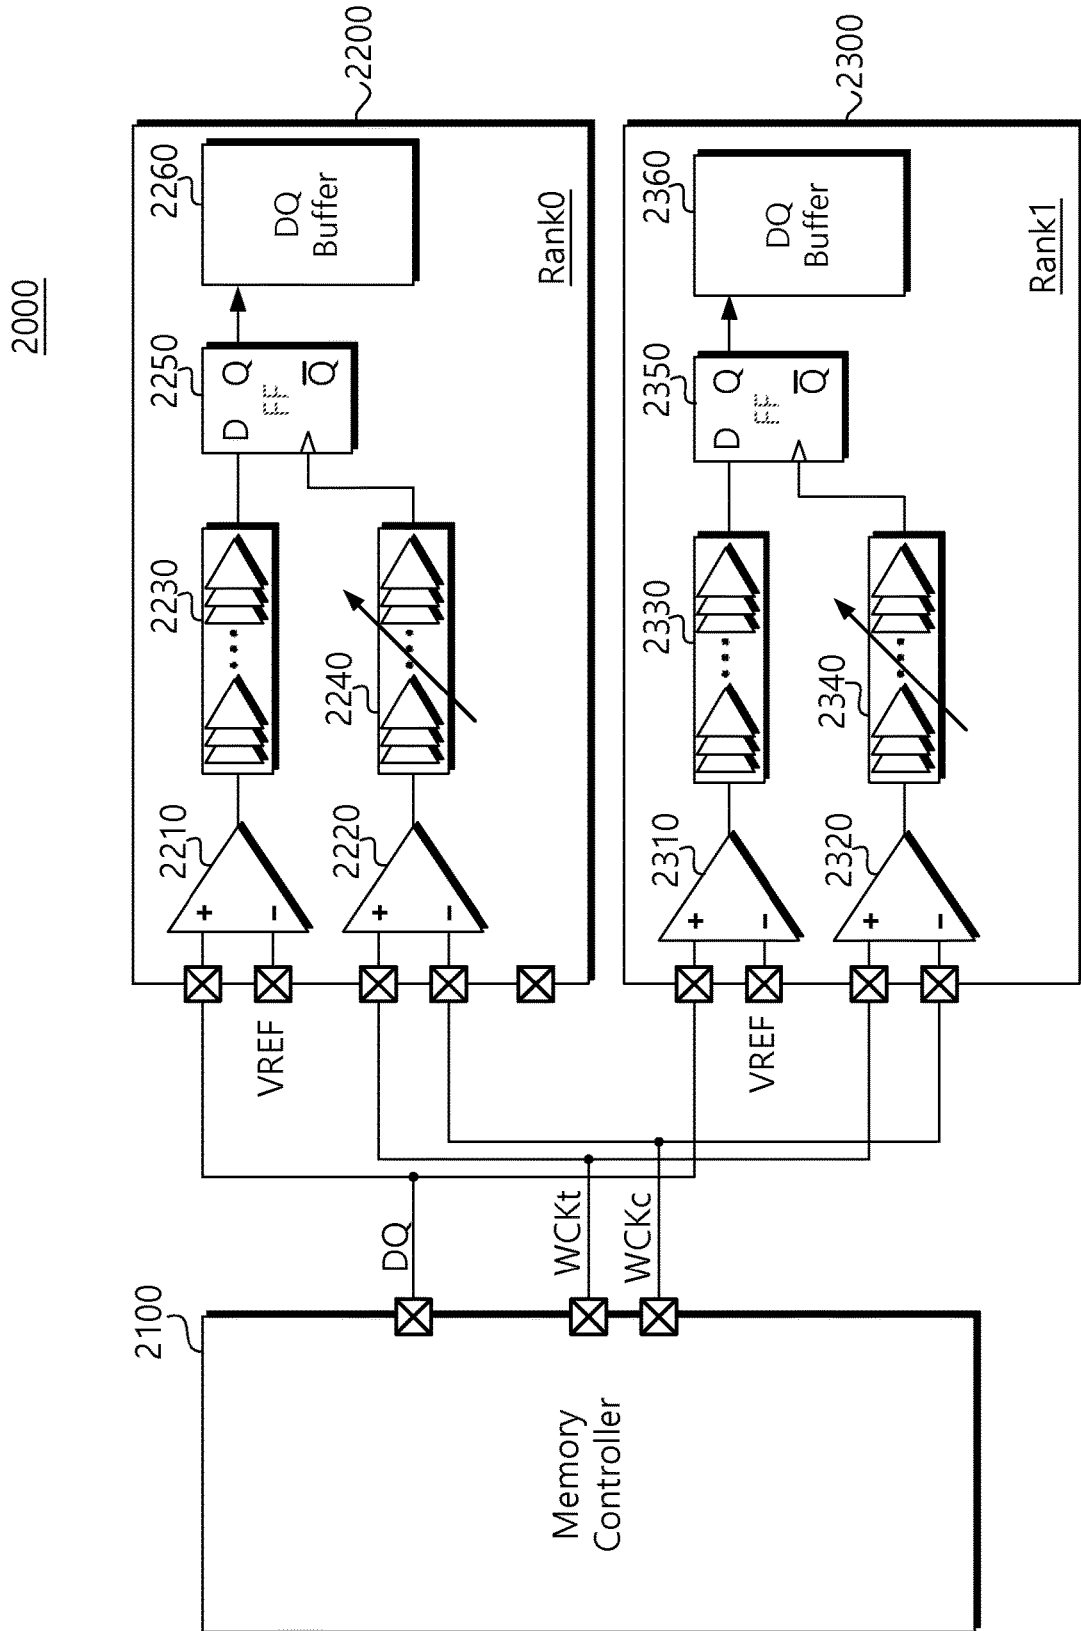 2000
2100
Memory
Controller
DQ
WCKt
WCKc
2200
2210
+
-
VREF
2220
+
-
2230
2240
2250
D Q
FF
Q̅
2260
DQ
Buffer
Rank0
2300
2310
+
-
VREF
2320
+
-
2330
2340
2350
D Q
FF
Q̅
2360
DQ
Buffer
Rank1